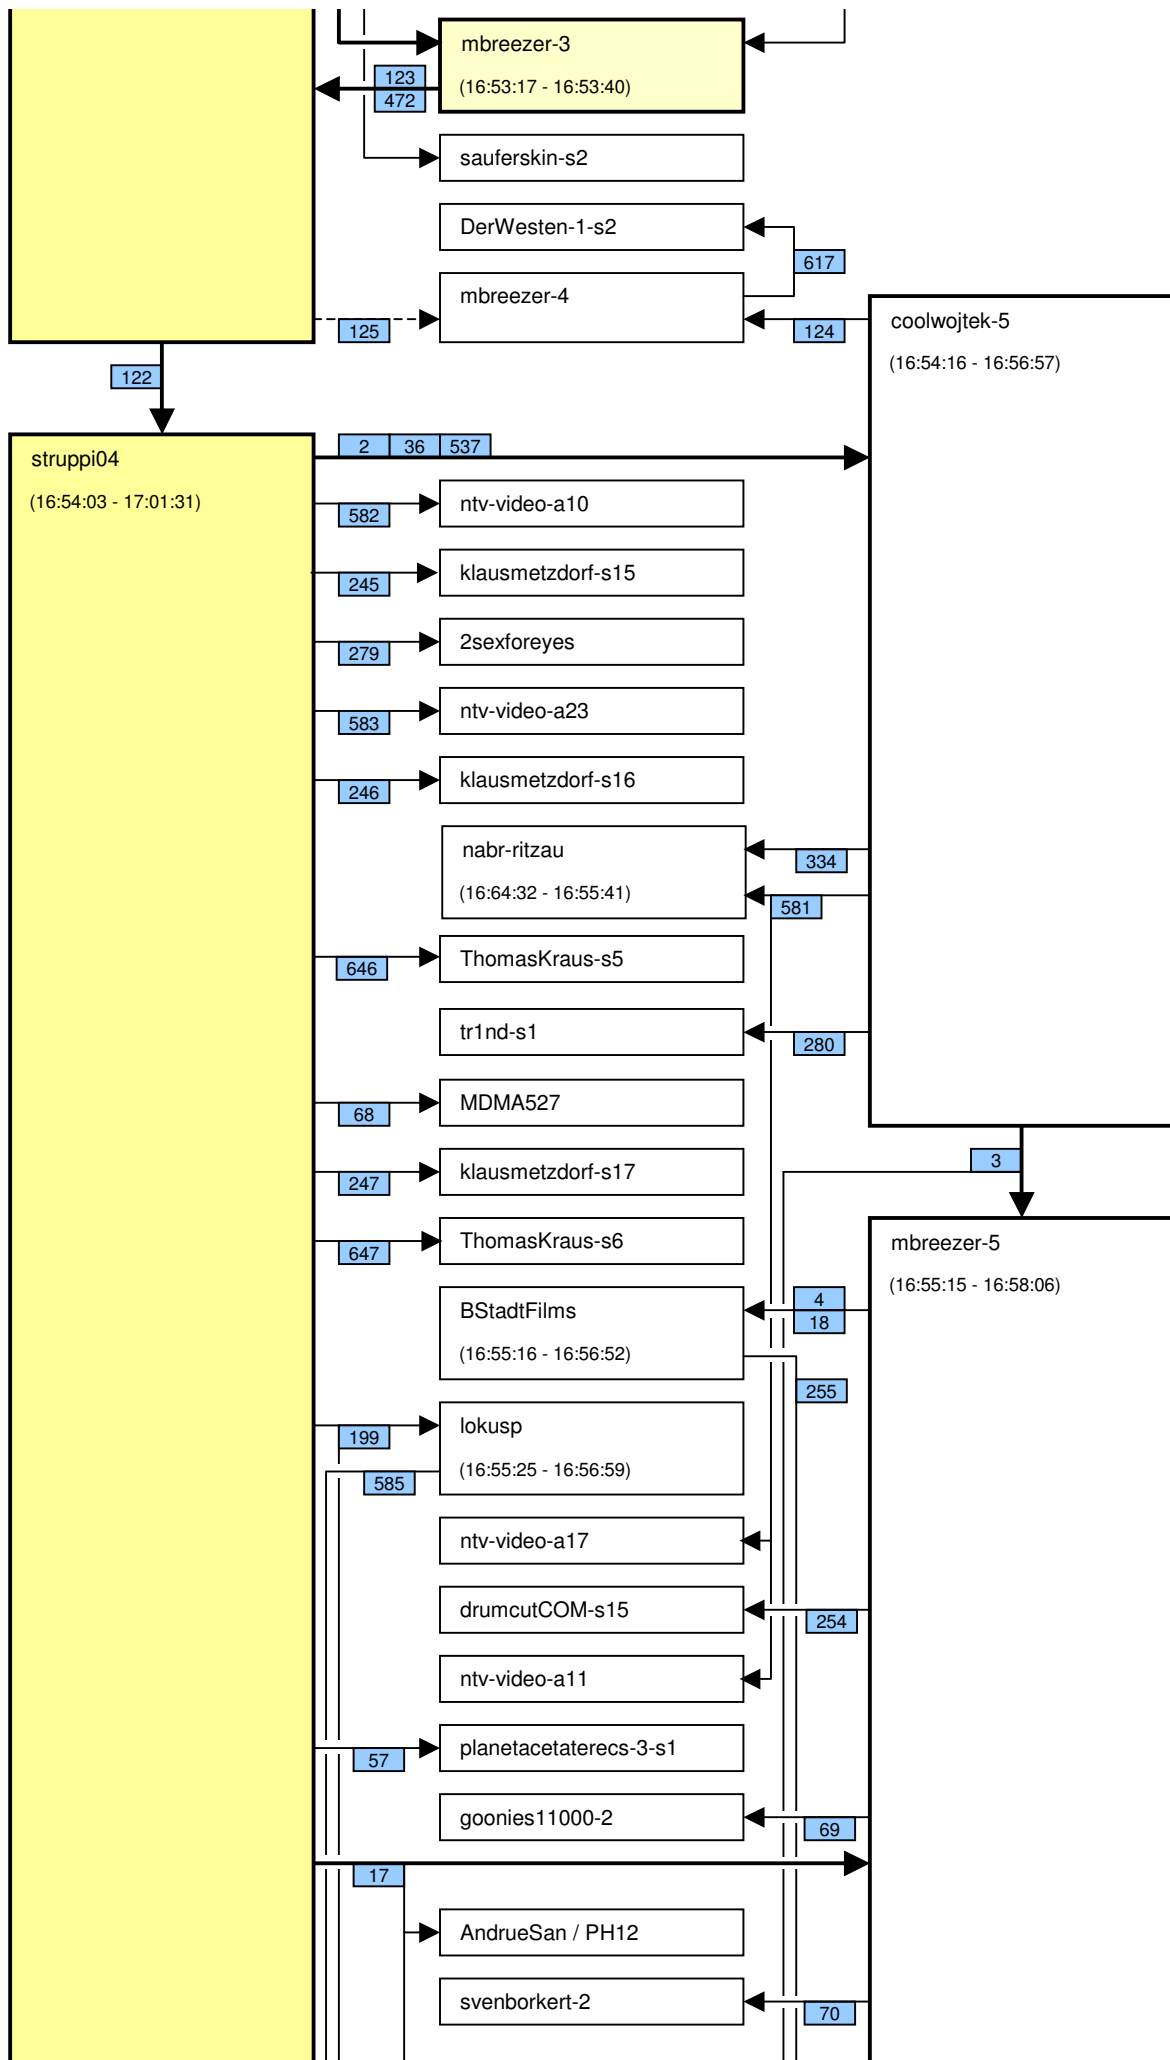 mbreezer-3
(16:53:17 - 16:53:40)
123
472
sauferskin-s2
DerWesten-1-s2
617
mbreezer-4
125
124
coolwojtek-5
(16:54:16 - 16:56:57)
122
struppi04
(16:54:03 - 17:01:31)
2 36 537
ntv-video-a10
582
klausmetzdorf-s15
245
2sexforeyes
279
ntv-video-a23
583
klausmetzdorf-s16
246
nabr-ritzau
(16:64:32 - 16:55:41)
334
581
ThomasKraus-s5
646
tr1nd-s1
280
MDMA527
68
klausmetzdorf-s17
247
3
ThomasKraus-s6
647
mbreezer-5
(16:55:15 - 16:58:06)
BStadtFilms
(16:55:16 - 16:56:52)
4
18
255
lokusp
(16:55:25 - 16:56:59)
199
585
ntv-video-a17
drumcutCOM-s15
254
ntv-video-a11
planetacetaterecs-3-s1
57
goonies11000-2
69
17
AndrueSan / PH12
svenborkert-2
70